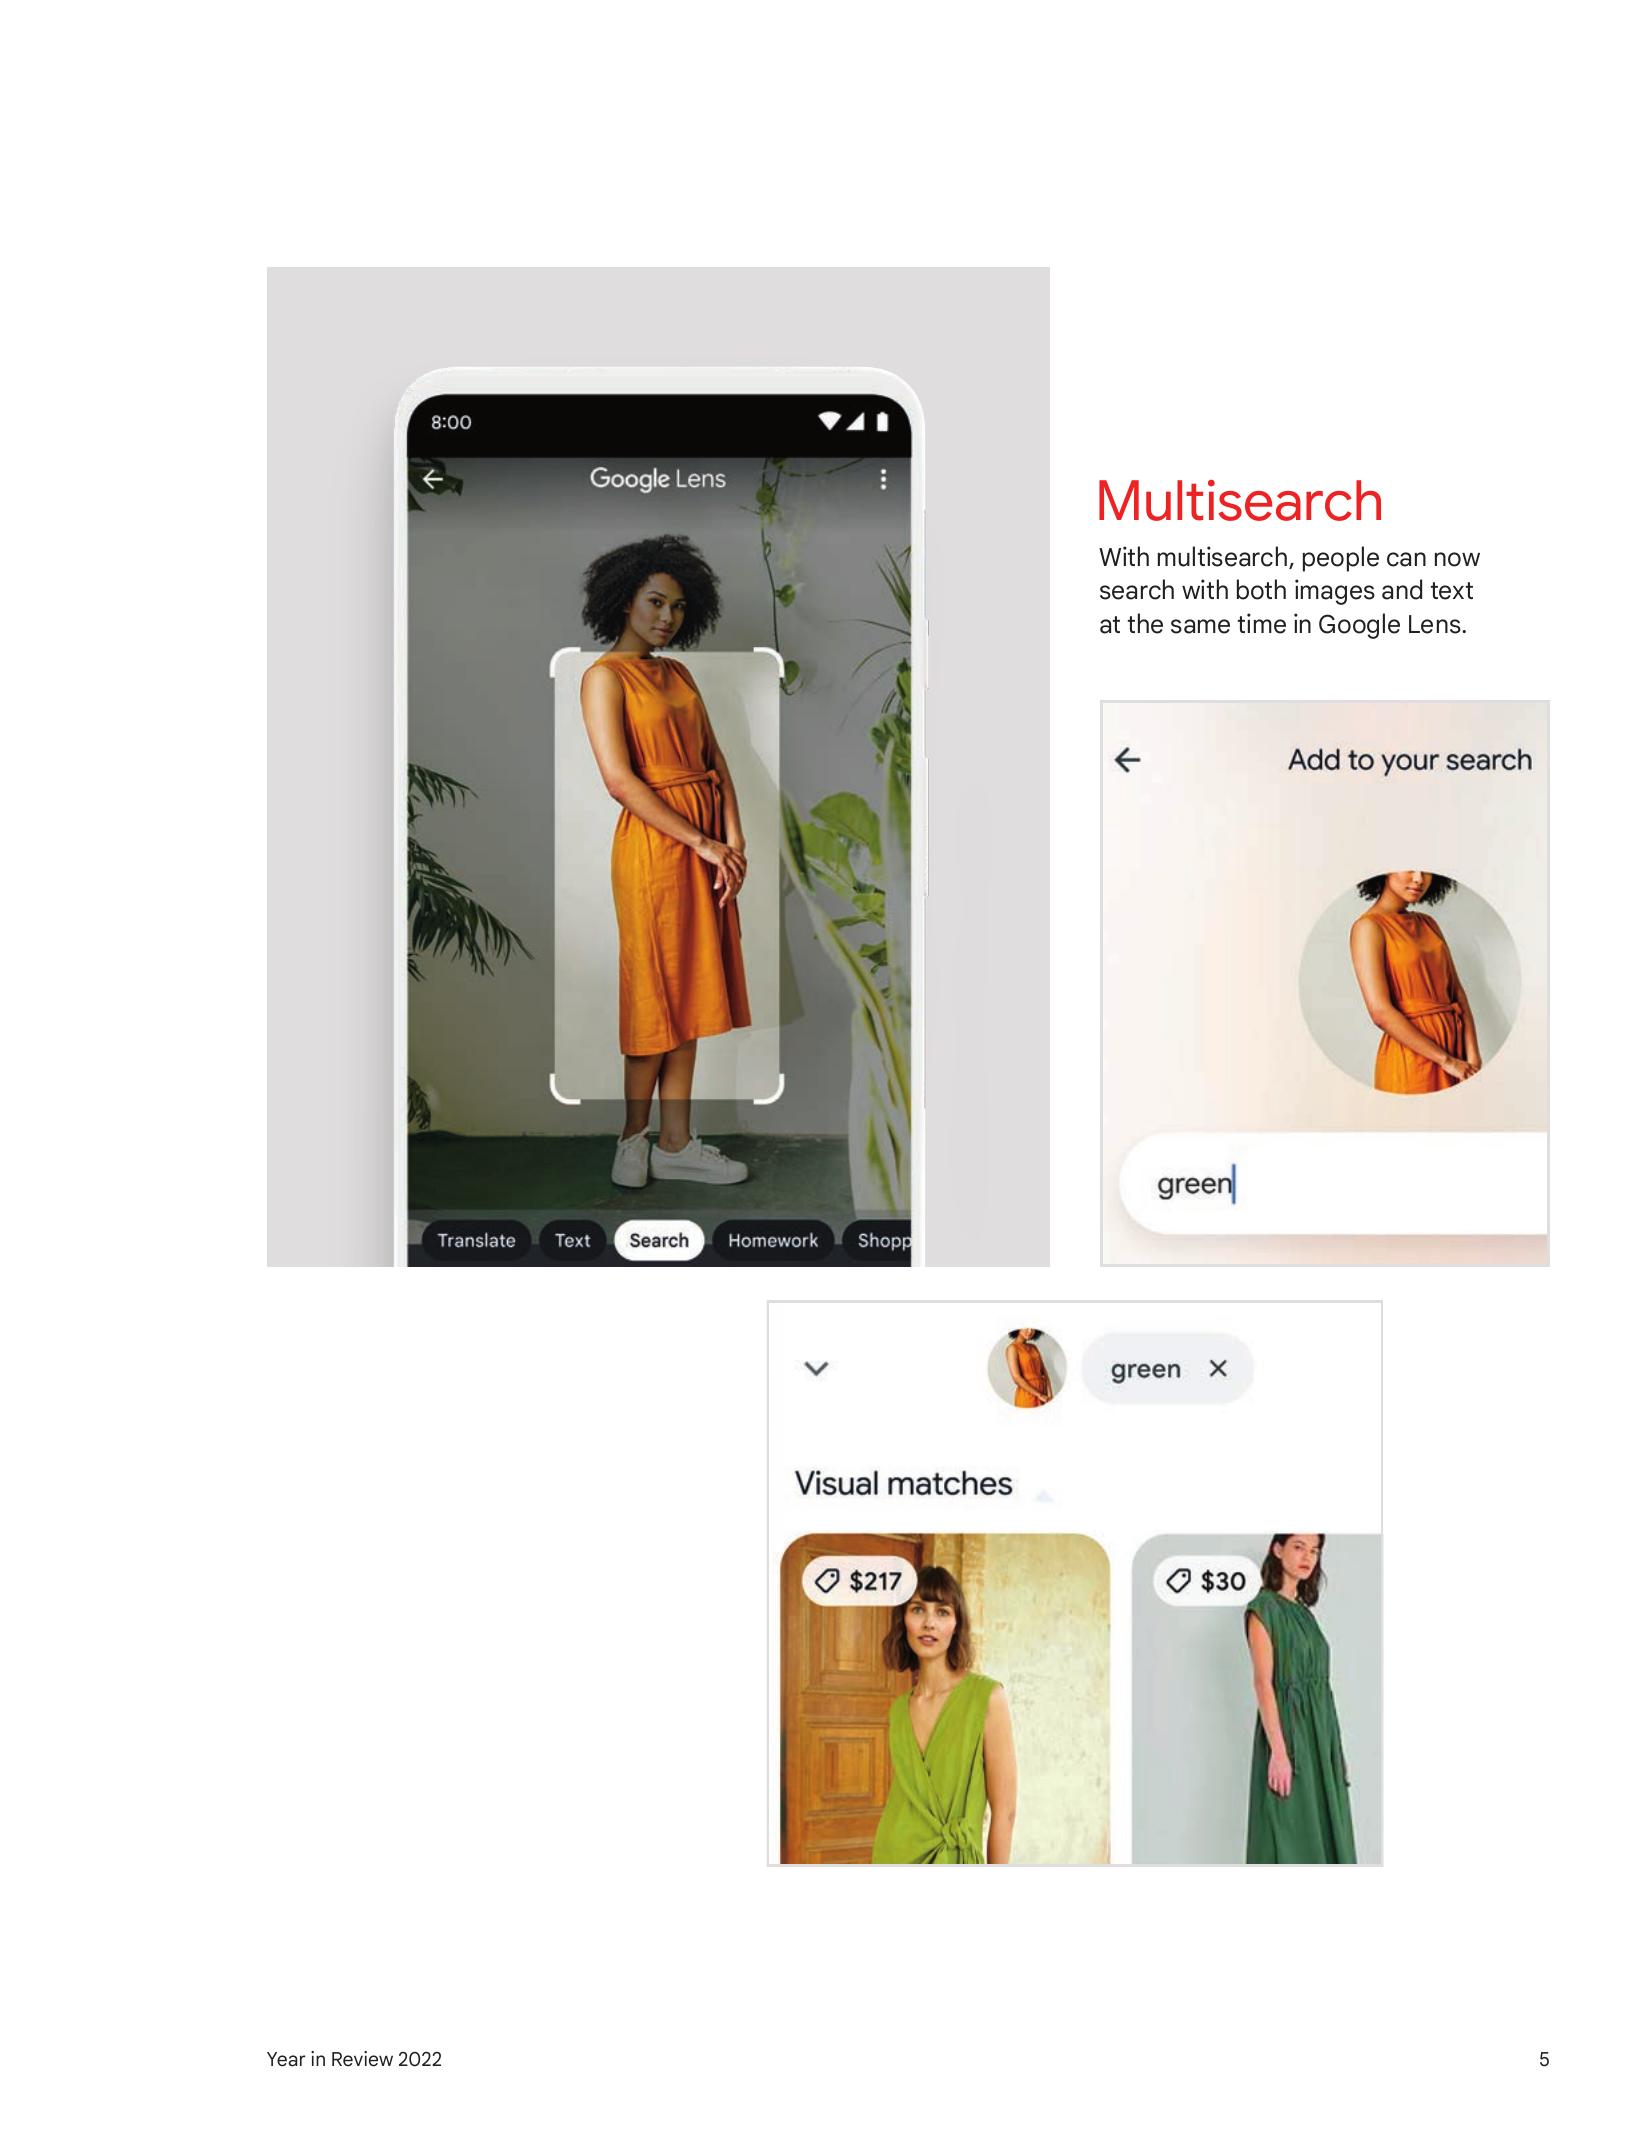 8:00
Google Lens
Translate
Text
Search
Homework
Shopp
Multisearch
With multisearch, people can now
search with both images and text
at the same time in Google Lens.
Add to your search
green
green
Visual matches
$217
$30
Year in Review 2022
5